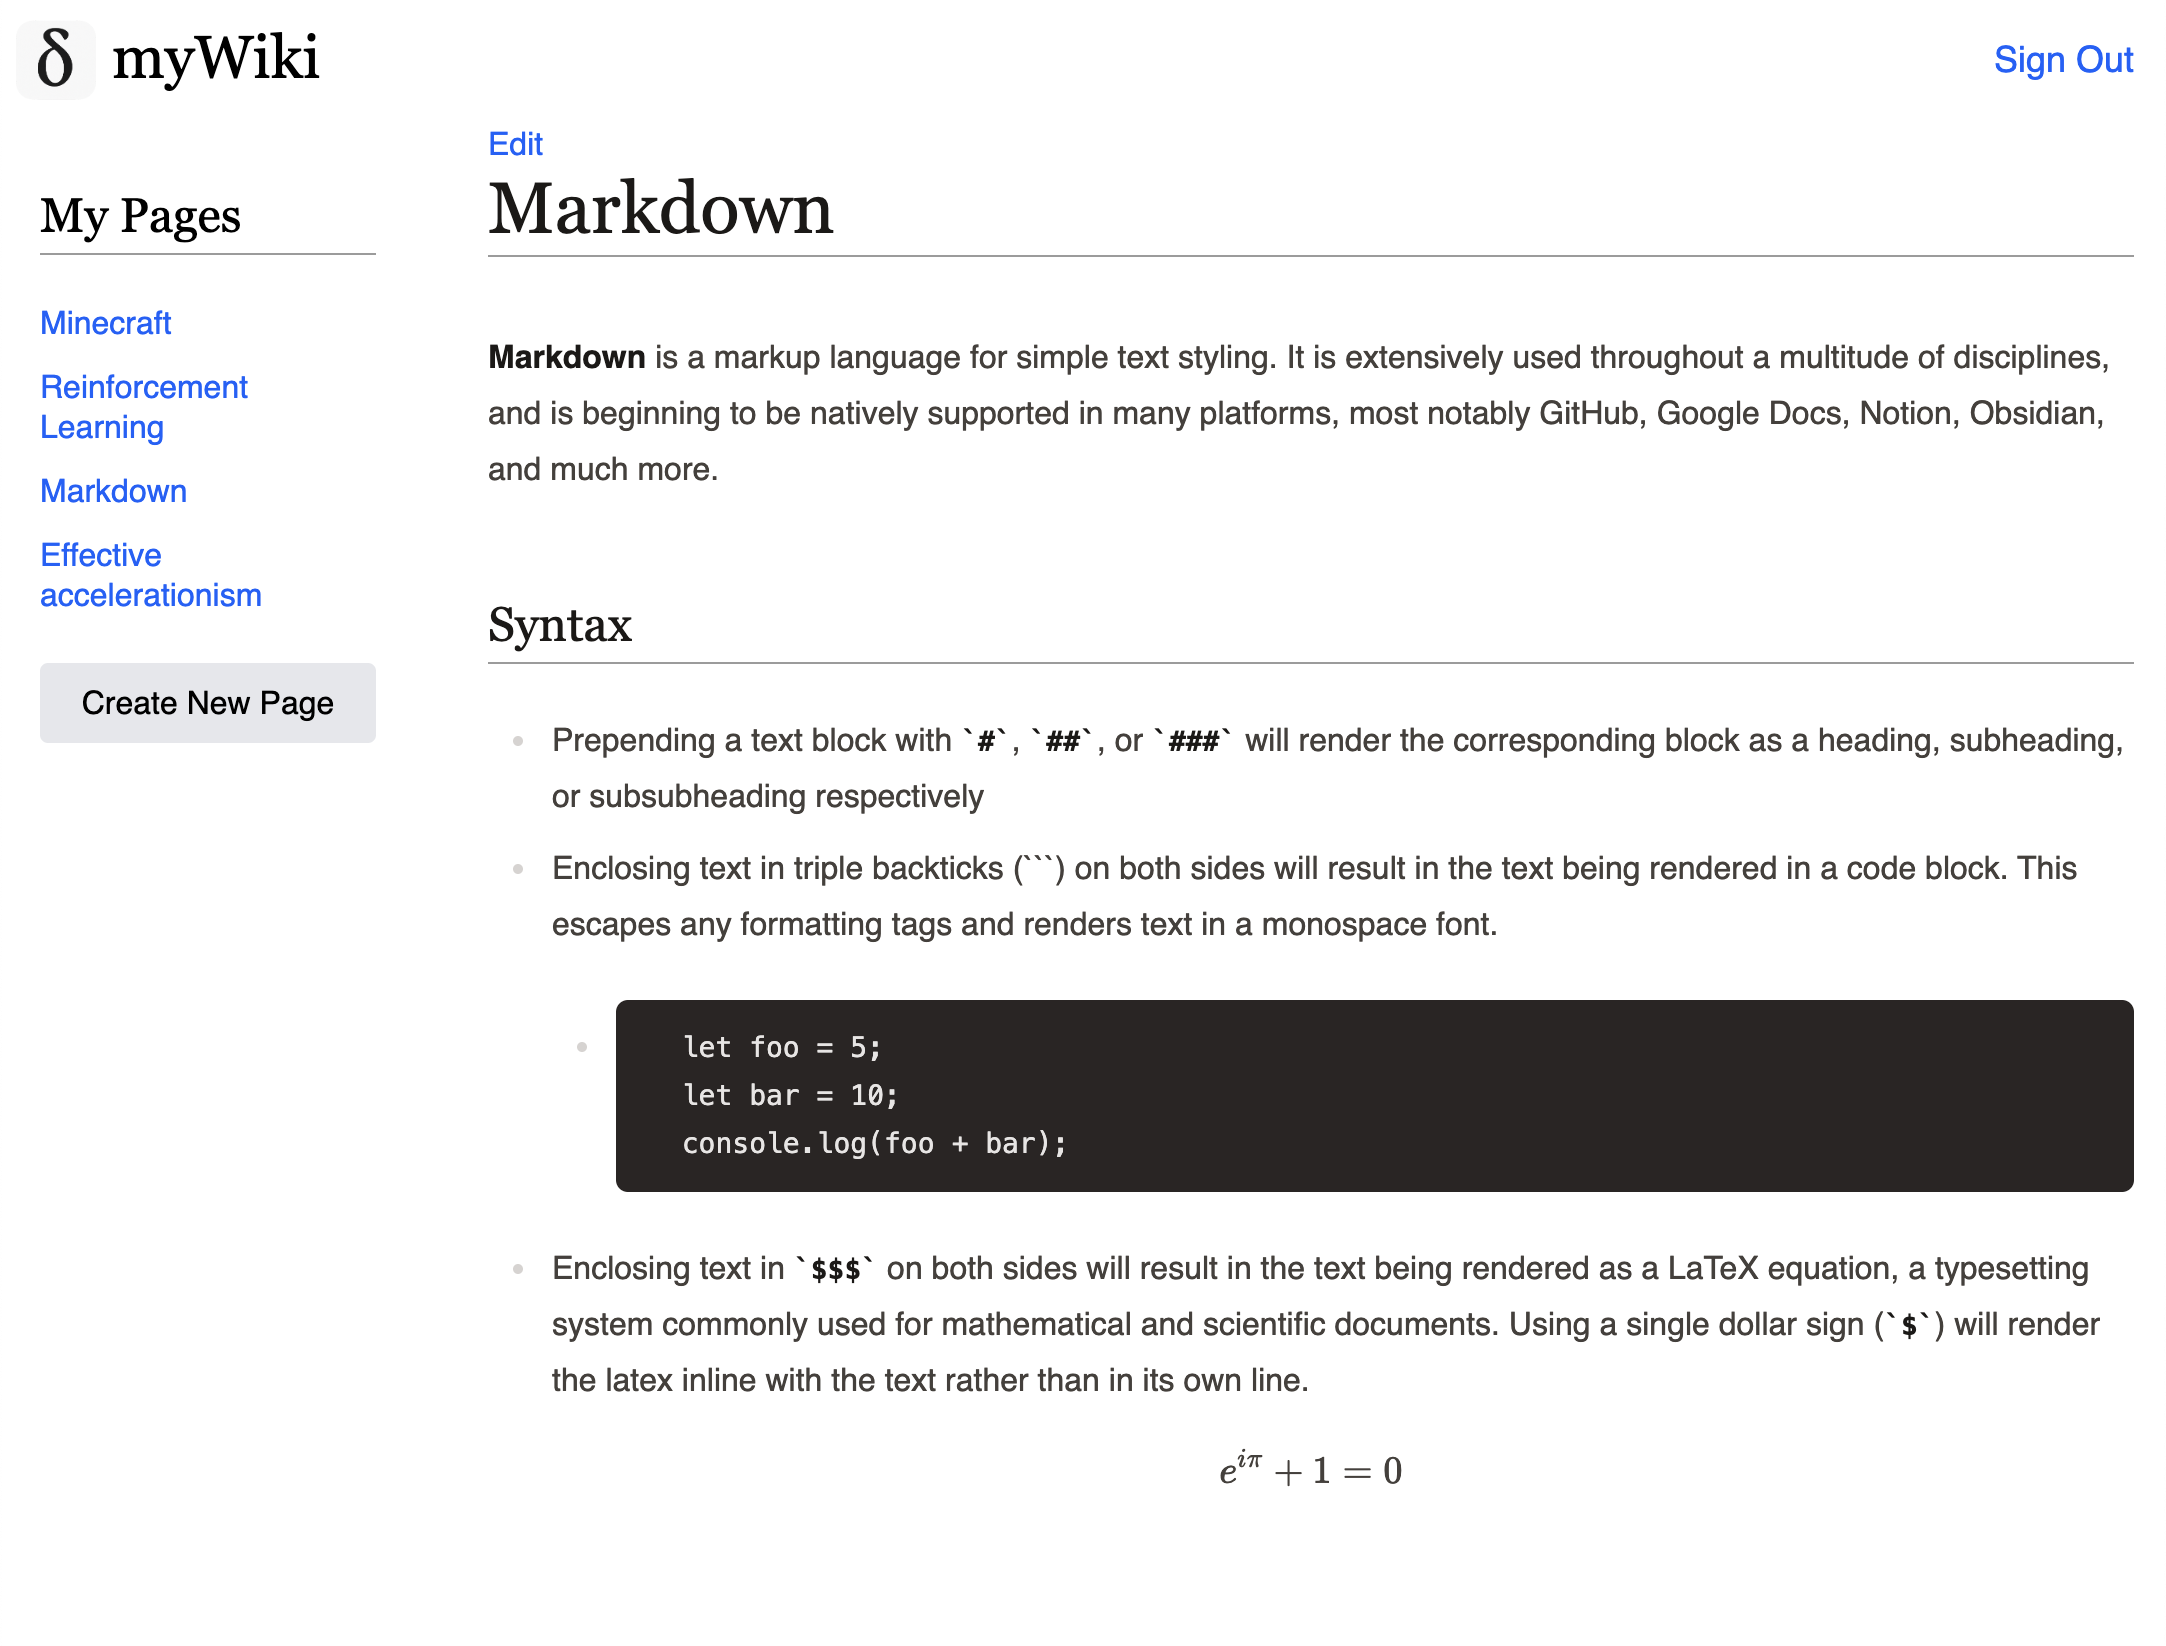 δ myWiki
Sign Out
My Pages
Minecraft
Reinforcement
Learning
Markdown
Effective
accelerationism
Create New Page
Edit
Markdown
Markdown is a markup language for simple text styling. It is extensively used throughout a multitude of disciplines,
and is beginning to be natively supported in many platforms, most notably GitHub, Google Docs, Notion, Obsidian,
and much more.
Syntax
• Prepending a text block with `#`, `##`, or `###` will render the corresponding block as a heading, subheading,
or subsubheading respectively
• Enclosing text in triple backticks (```) on both sides will result in the text being rendered in a code block. This
escapes any formatting tags and renders text in a monospace font.
• let foo = 5;
let bar = 10;
console.log(foo + bar);
• Enclosing text in `$$$` on both sides will result in the text being rendered as a LaTeX equation, a typesetting
system commonly used for mathematical and scientific documents. Using a single dollar sign (`$`) will render
the latex inline with the text rather than in its own line.
e^{iπ} + 1 = 0